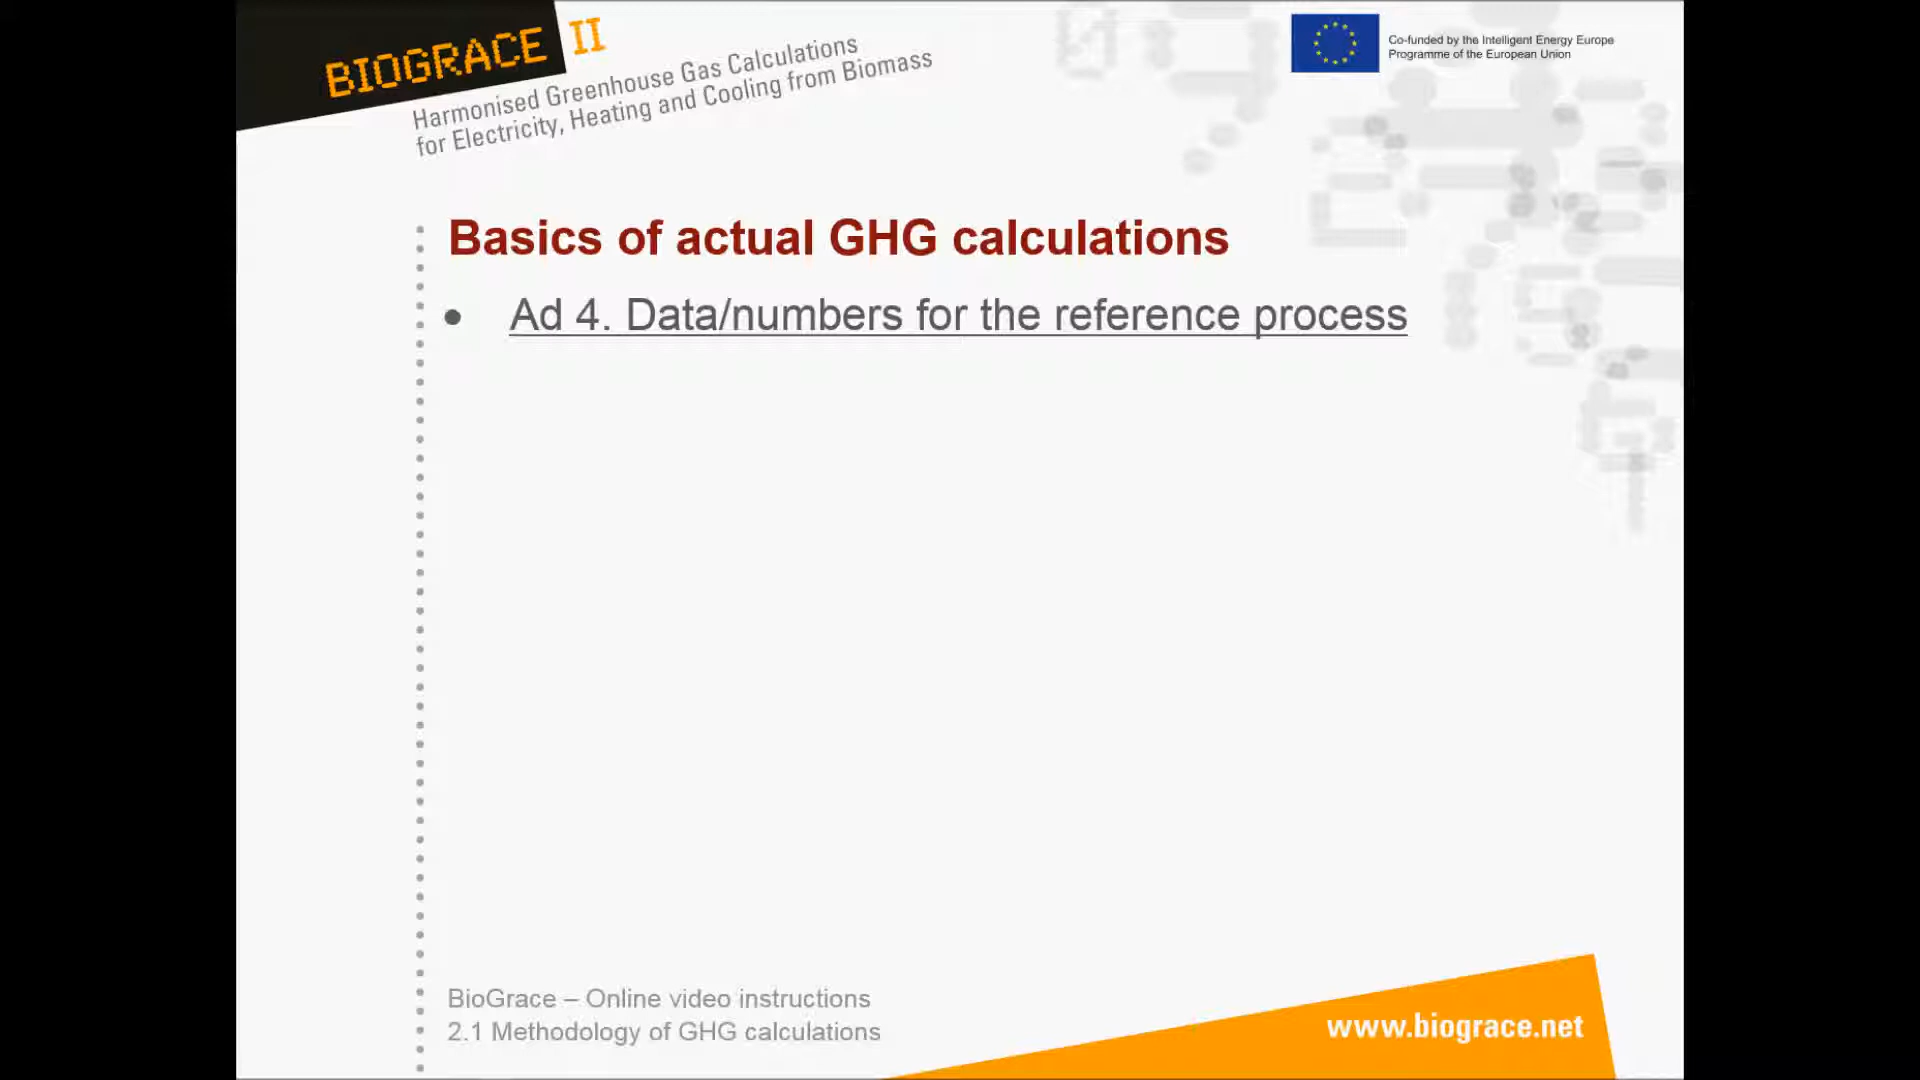 BIOGRACE II
Harmonised Greenhouse Gas Calculations
for Electricity, Heating and Cooling from Biomass
Co-funded by the Intelligent Energy Europe
Programme of the European Union
Basics of actual GHG calculations
• Ad 4. Data/numbers for the reference process
BioGrace – Online video instructions
2.1 Methodology of GHG calculations
www.biograce.net